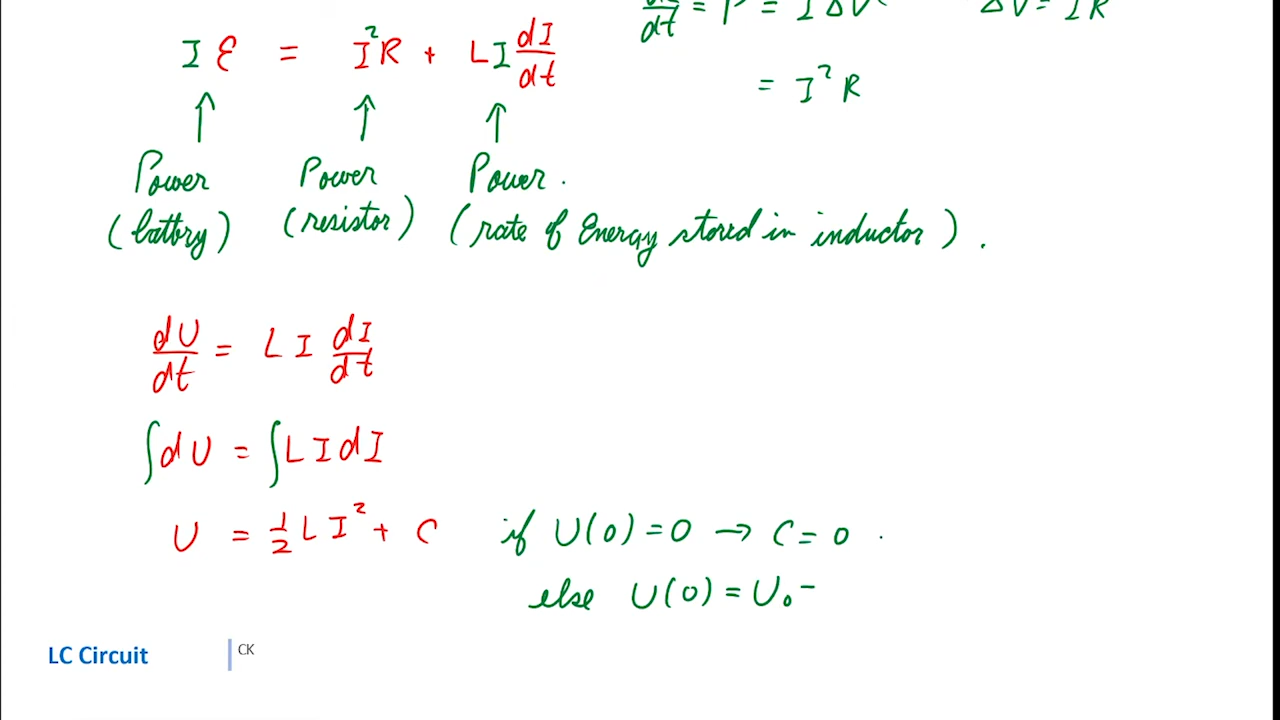 dt = P = I ΔV ΔV = IR
I ℰ = I²R + LI dI/dt
= I²R
↑ ↑ ↑
Power Power Power.
(battery) (resistor) (rate of Energy stored in inductor).
dU/dt = L I dI/dt
∫dU = ∫L I dI
U = 1/2 L I² + C if U(0) = 0 → C = 0.
else U(0) = U₀ -
LC Circuit CK